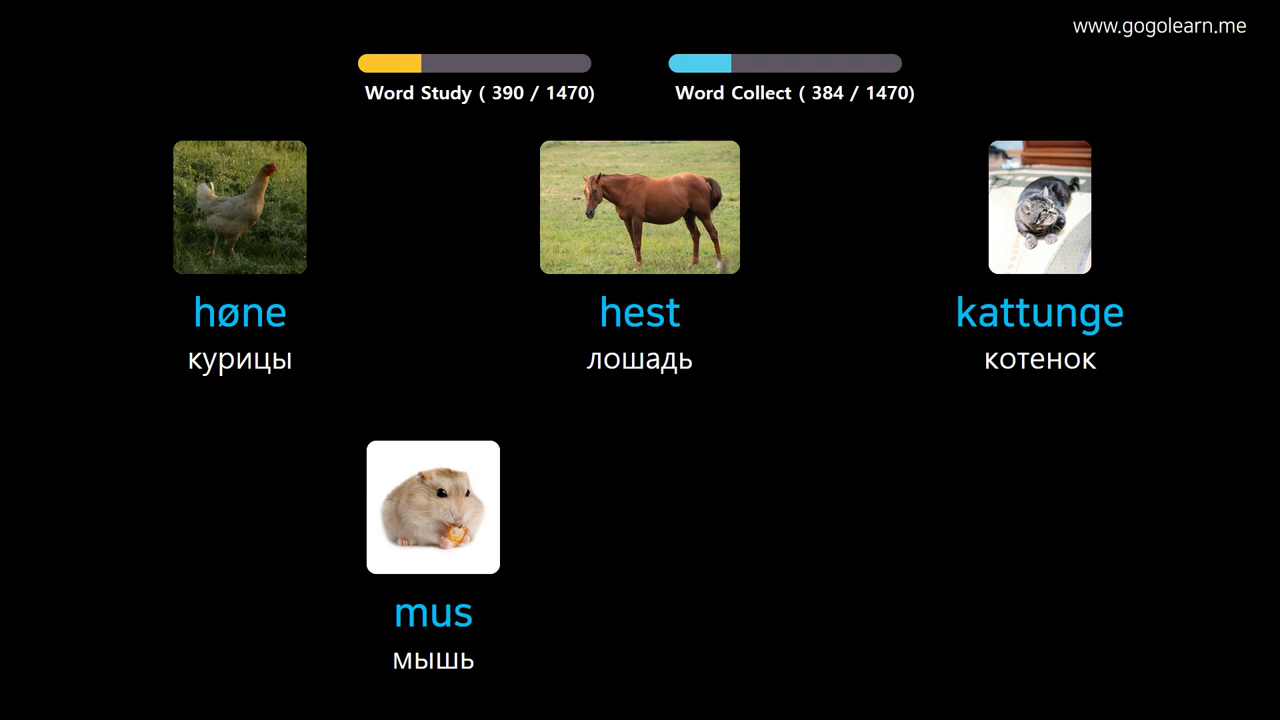 www.gogolearn.me
Word Study ( 390 / 1470)
Word Collect ( 384 / 1470)
høne
hest
kattunge
курицы
лошадь
котенок
mus
мышь